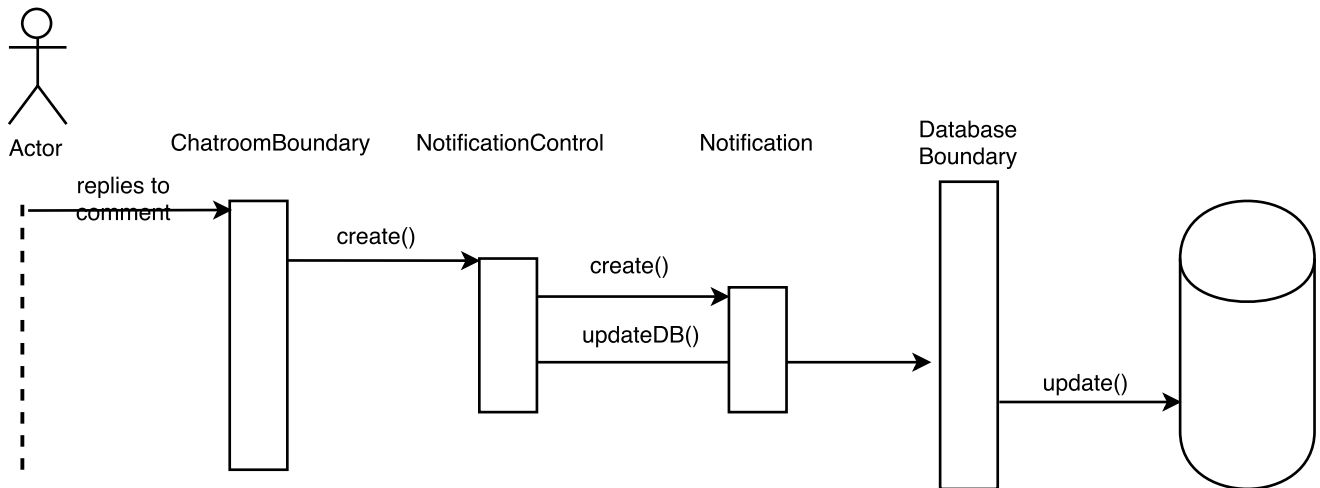 Actor
ChatroomBoundary
NotificationControl
Notification
Database
Boundary
replies to
comment
create()
create()
updateDB()
update()